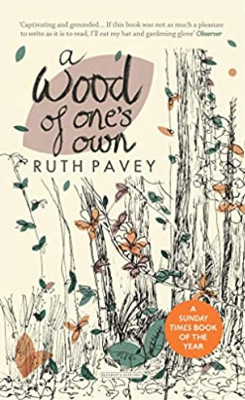 'Captivating and grounded... If this book was not as much a pleasure
to write as it is to read, I'll eat my hat and gardening glove' Observer
a
Wood
of one's
own
RUTH PAVEY
A
SUNDAY
TIMES BOOK
OF THE
YEAR